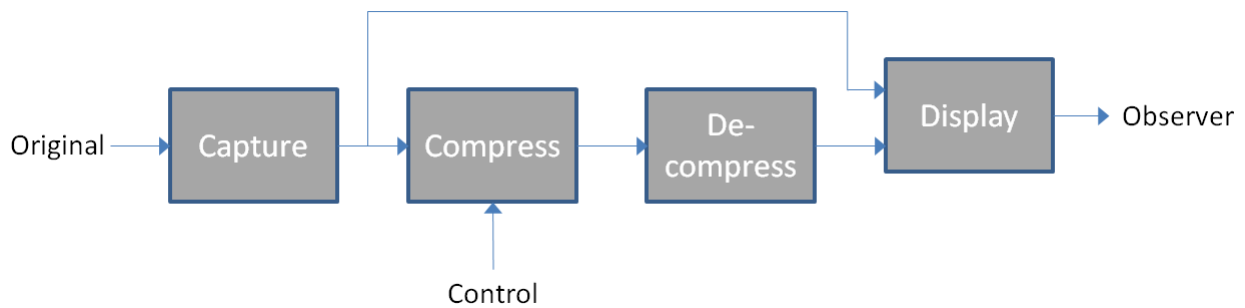 Original
Capture
Compress
De-
compress
Display
Observer
Control